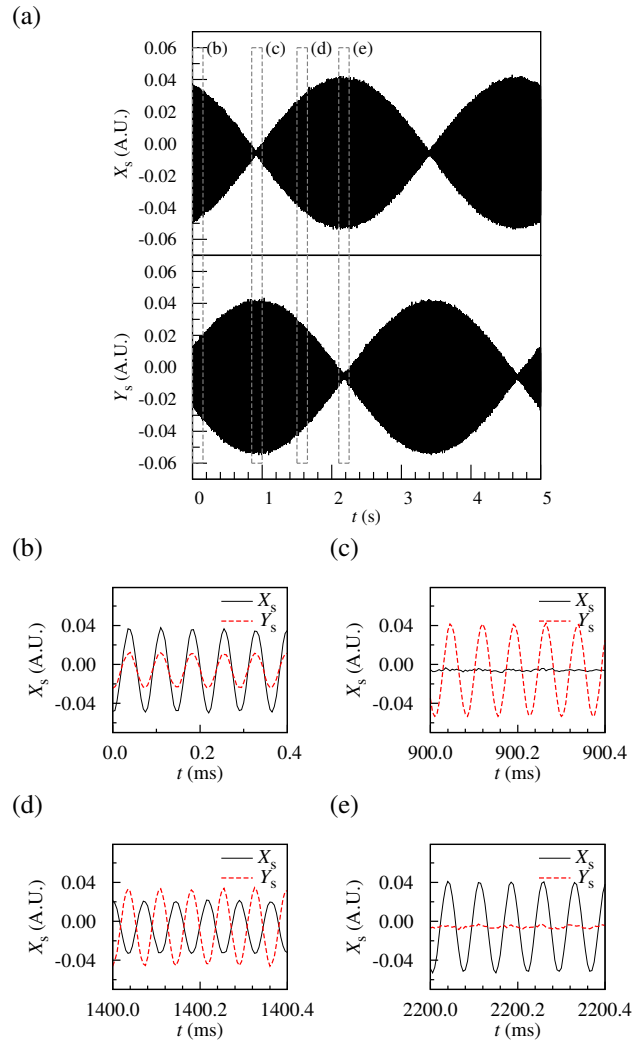 (a)
0.06
(b)
(c)
(d)
(e)
0.04
0.02
0.00
-0.02
-0.04
-0.06
Xs (A.U.)
0.06
0.04
0.02
0.00
-0.02
-0.04
-0.06
Ys (A.U.)
0 1 2 3 4 5
t (s)
(b)
Xs
Ys
0.04
0.00
-0.04
Xs (A.U.)
0.0 0.2 0.4
t (ms)
(c)
Xs
Ys
0.04
0.00
-0.04
Xs (A.U.)
900.0 900.2 900.4
t (ms)
(d)
Xs
Ys
0.04
0.00
-0.04
Xs (A.U.)
1400.0 1400.2 1400.4
t (ms)
(e)
Xs
Ys
0.04
0.00
-0.04
Xs (A.U.)
2200.0 2200.2 2200.4
t (ms)